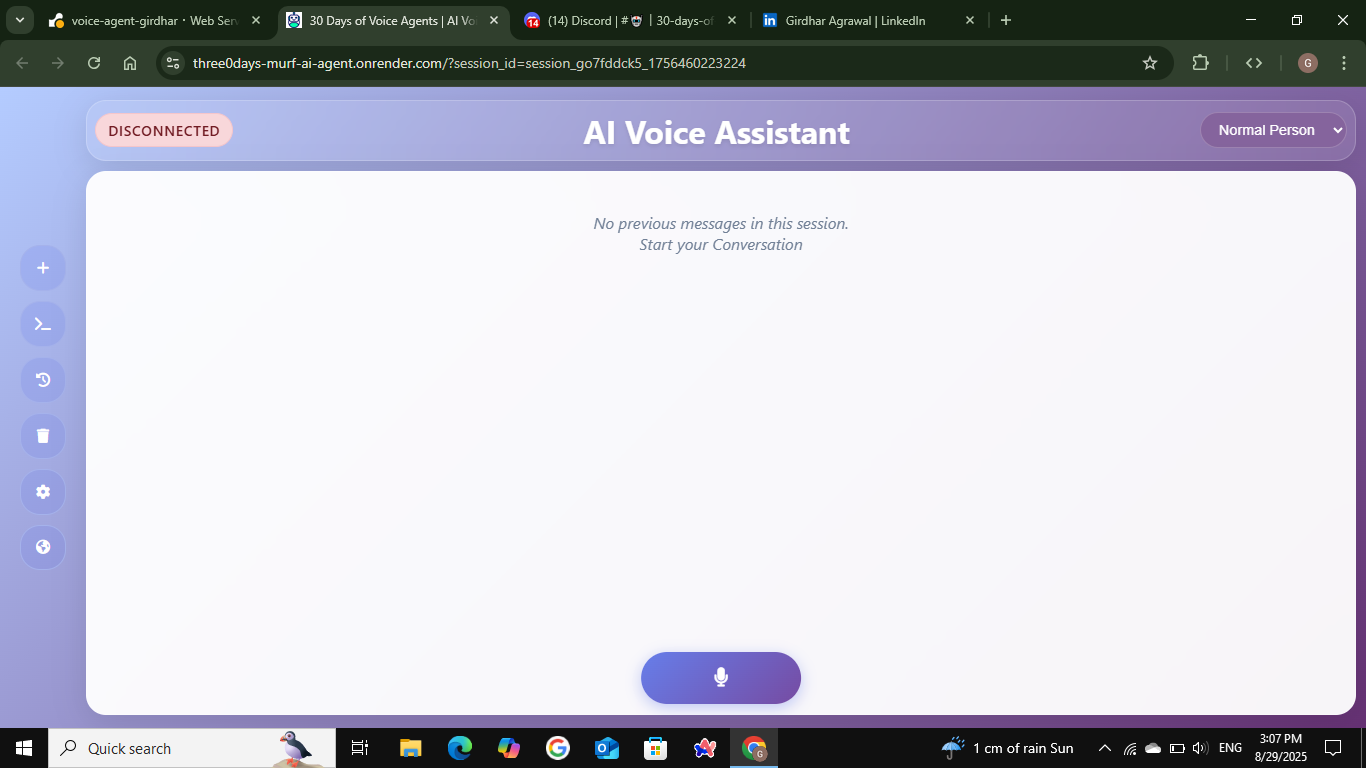 voice-agent-girdhar · Web Serv
30 Days of Voice Agents | AI Vo
(14) Discord | # | 30-days-of
Girdhar Agrawal | LinkedIn
three0days-murf-ai-agent.onrender.com/?session_id=session_go7fddck5_1756460223224
G
DISCONNECTED
AI Voice Assistant
Normal Person
No previous messages in this session.
Start your Conversation
Quick search
1 cm of rain Sun
ENG
3:07 PM
8/29/2025